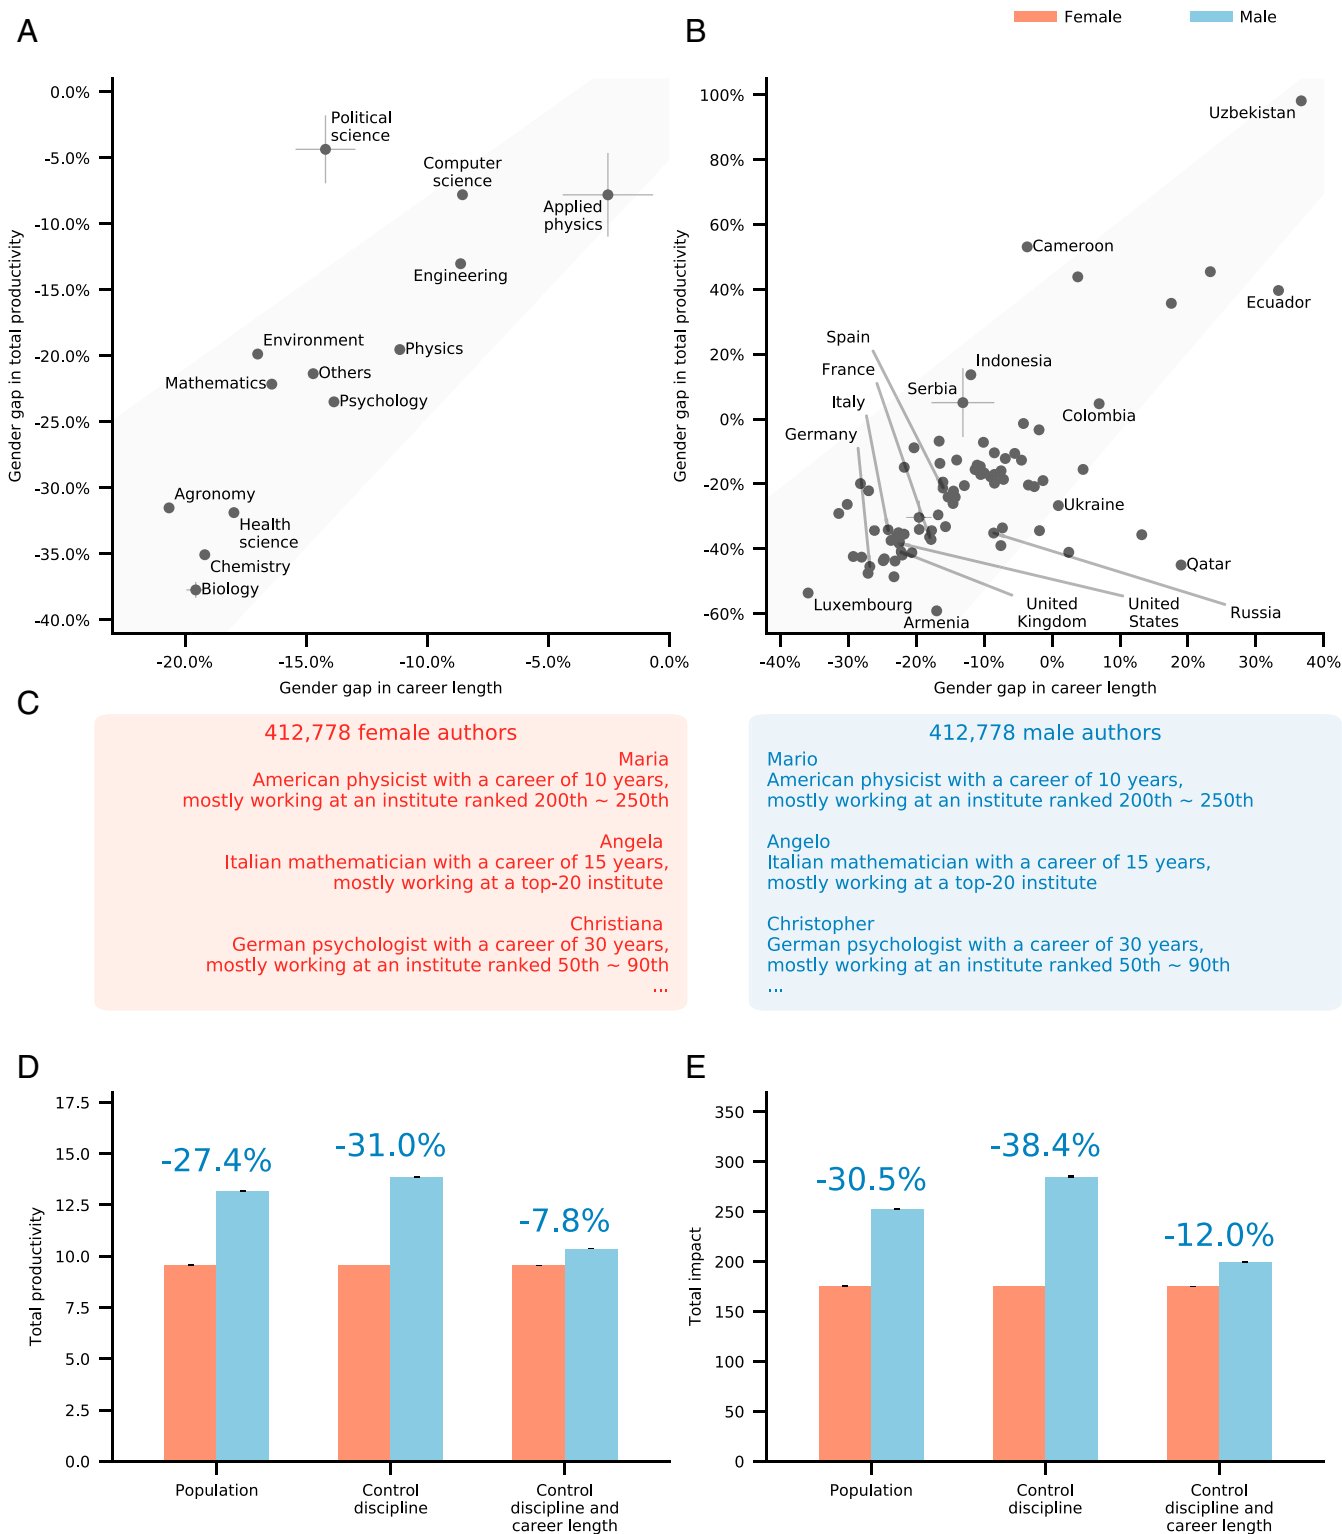 A
B
Female
Male
0.0%
-5.0%
-10.0%
-15.0%
-20.0%
-25.0%
-30.0%
-35.0%
-40.0%
Gender gap in total productivity
Political
science
Computer
science
Applied
physics
Engineering
Environment
Physics
Mathematics
Others
Psychology
Agronomy
Health
science
Chemistry
Biology
-20.0%
-15.0%
-10.0%
-5.0%
0.0%
Gender gap in career length
100%
80%
60%
40%
20%
0%
-20%
-40%
-60%
Gender gap in total productivity
Uzbekistan
Cameroon
Ecuador
Spain
Indonesia
France
Serbia
Italy
Colombia
Germany
Ukraine
Qatar
Luxembourg
Armenia
United
Kingdom
United
States
Russia
-40%
-30%
-20%
-10%
0%
10%
20%
30%
40%
Gender gap in career length
C
412,778 female authors
Maria
American physicist with a career of 10 years,
mostly working at an institute ranked 200th ~ 250th
Angela
Italian mathematician with a career of 15 years,
mostly working at a top-20 institute
Christiana
German psychologist with a career of 30 years,
mostly working at an institute ranked 50th ~ 90th
...
412,778 male authors
Mario
American physicist with a career of 10 years,
mostly working at an institute ranked 200th ~ 250th
Angelo
Italian mathematician with a career of 15 years,
mostly working at a top-20 institute
Christopher
German psychologist with a career of 30 years,
mostly working at an institute ranked 50th ~ 90th
...
D
17.5
15.0
12.5
10.0
7.5
5.0
2.5
0.0
Total productivity
-27.4%
-31.0%
-7.8%
Population
Control
discipline
Control
discipline and
career length
E
350
300
250
200
150
100
50
0
Total impact
-30.5%
-38.4%
-12.0%
Population
Control
discipline
Control
discipline and
career length